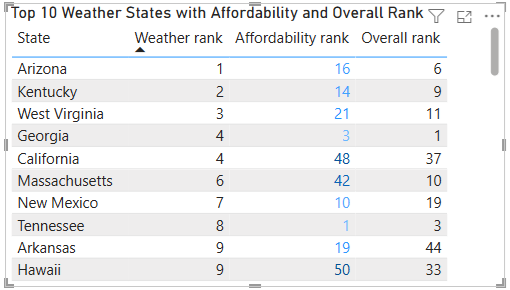 Top 10 Weather States with Affordability and Overall Rank
State Weather rank Affordability rank Overall rank
Arizona 1 16 6
Kentucky 2 14 9
West Virginia 3 21 11
Georgia 4 3 1
California 4 48 37
Massachusetts 6 42 10
New Mexico 7 10 19
Tennessee 8 1 3
Arkansas 9 19 44
Hawaii 9 50 33